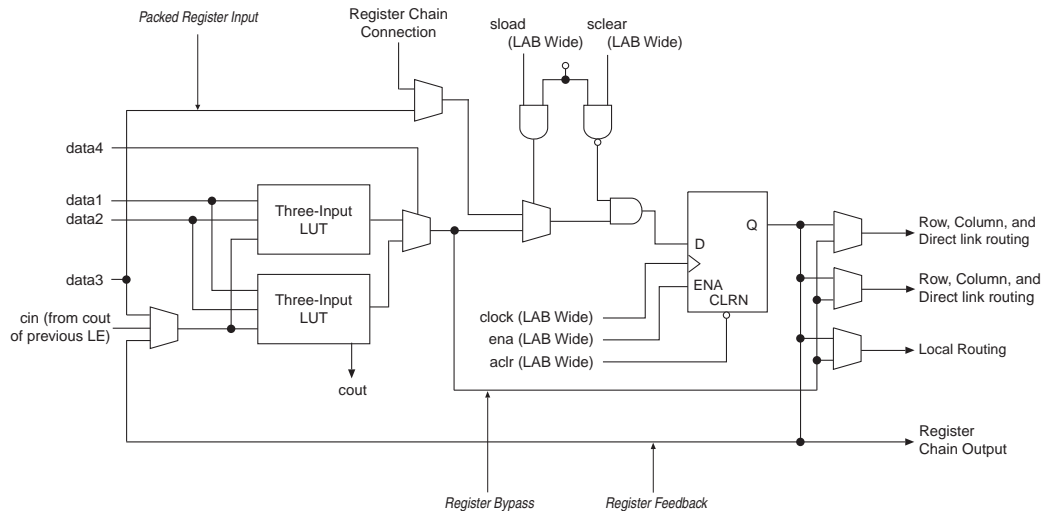 Packed Register Input
Register Chain
Connection
sload
(LAB Wide)
sclear
(LAB Wide)
data4
data1
data2
Three-Input
LUT
data3
Three-Input
LUT
cin (from cout
of previous LE)
cout
Q
D
ENA
CLRN
clock (LAB Wide)
ena (LAB Wide)
aclr (LAB Wide)
Row, Column, and
Direct link routing
Row, Column, and
Direct link routing
Local Routing
Register
Chain Output
Register Bypass
Register Feedback